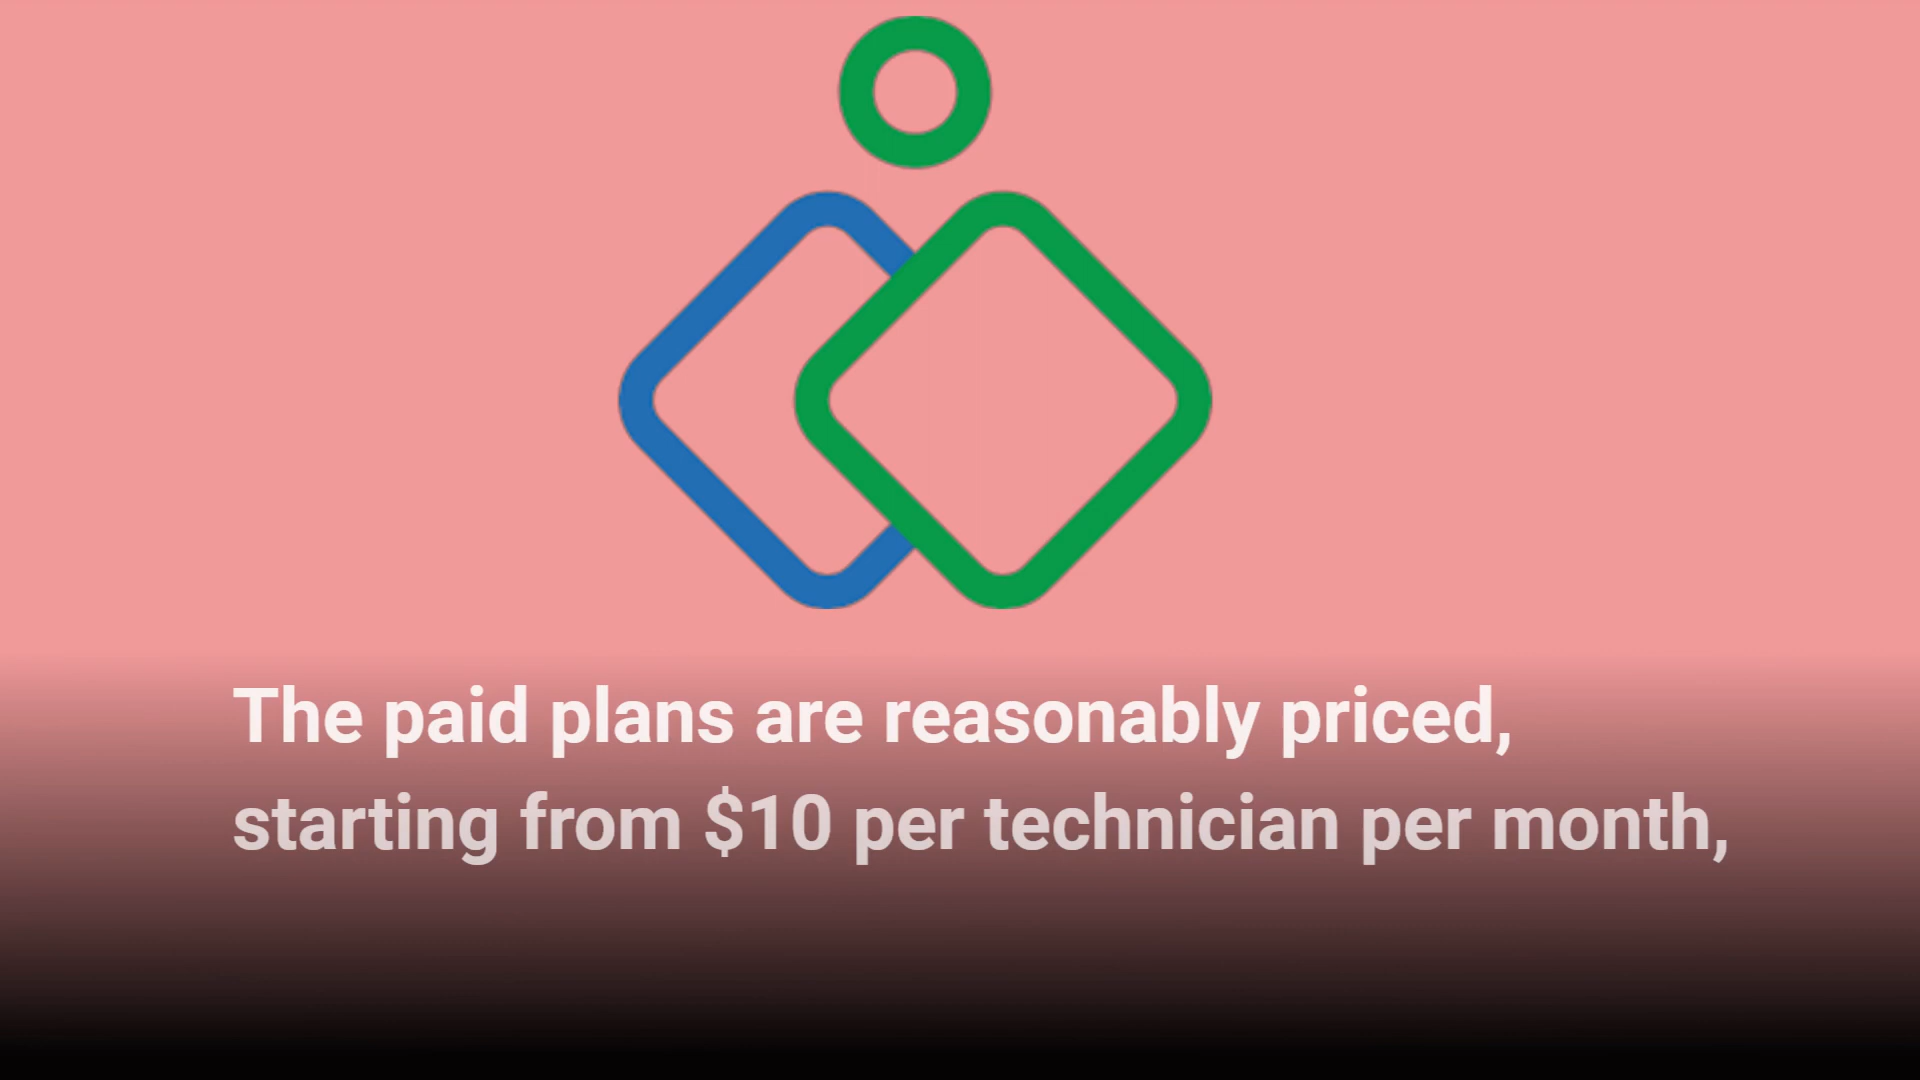 The paid plans are reasonably priced,
starting from $10 per technician per month,